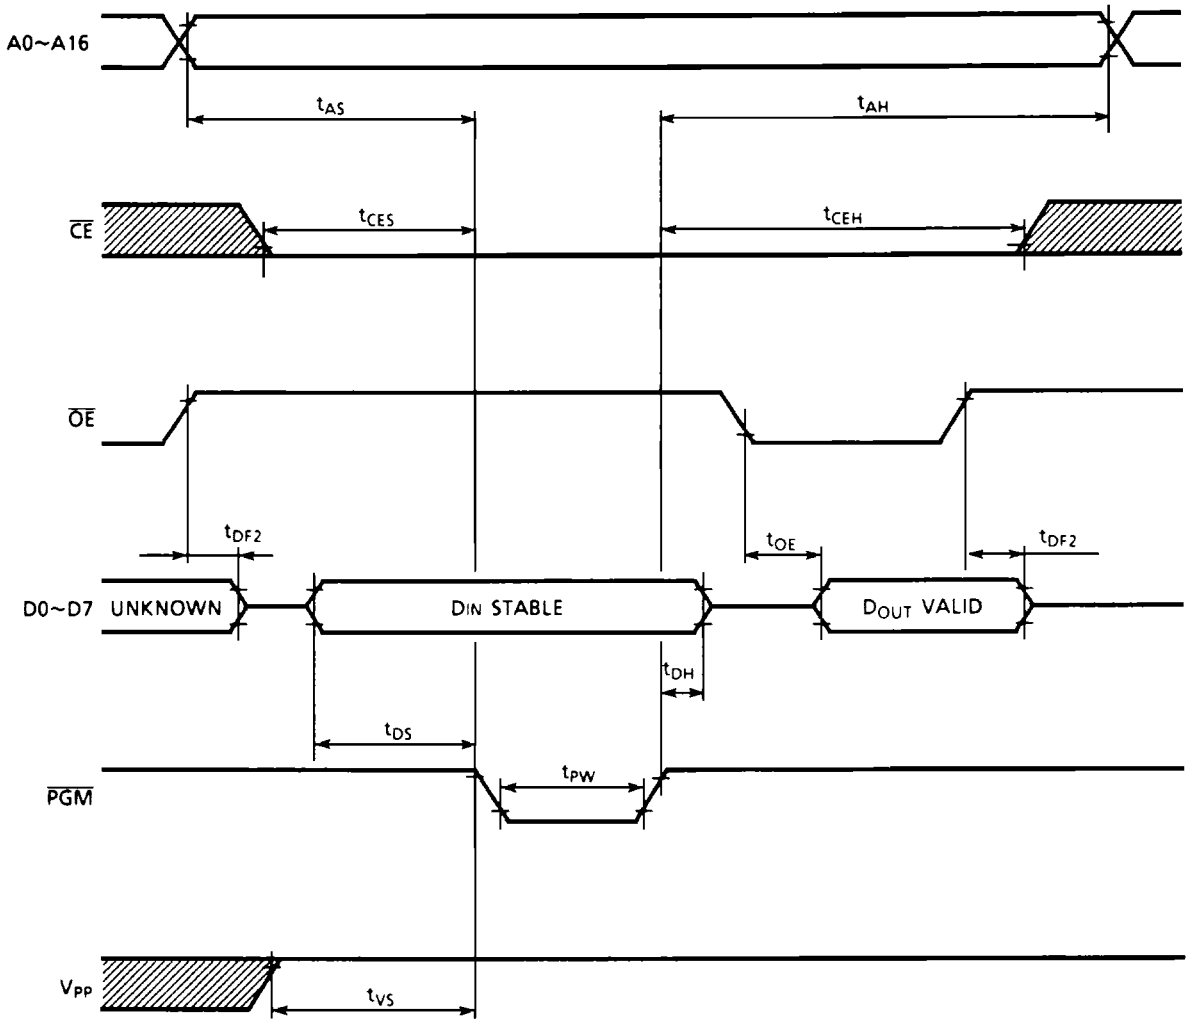 A0~A16
tAS
tAH
CE
tCES
tCEH
OE
tDF2
tOE
tDF2
D0~D7 UNKNOWN DIN STABLE DOUT VALID
tDH
tDS
PGM
tPW
VPP
tVS